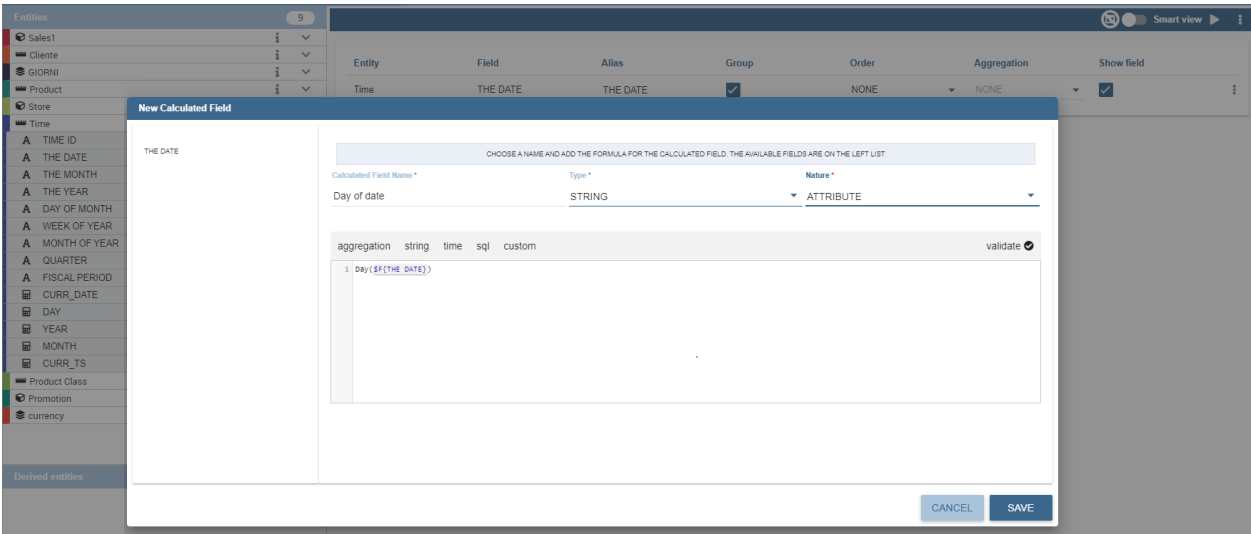 Entities 9
Smart view
Sales1
Cliente
GIORNI
Product
Store
Time
TIME ID
THE DATE
THE MONTH
THE YEAR
DAY OF MONTH
WEEK OF YEAR
MONTH OF YEAR
QUARTER
FISCAL PERIOD
CURR_DATE
DAY
YEAR
MONTH
CURR_TS
Product Class
Promotion
currency
Derived entities
Entity Field Alias Group Order Aggregation Show field
Time THE DATE THE DATE NONE NONE
New Calculated Field
THE DATE
CHOOSE A NAME AND ADD THE FORMULA FOR THE CALCULATED FIELD. THE AVAILABLE FIELDS ARE ON THE LEFT LIST
Calculated Field Name * Type * Nature *
Day of date STRING ATTRIBUTE
aggregation string time sql custom validate
1 Day($F{THE DATE})
CANCEL SAVE